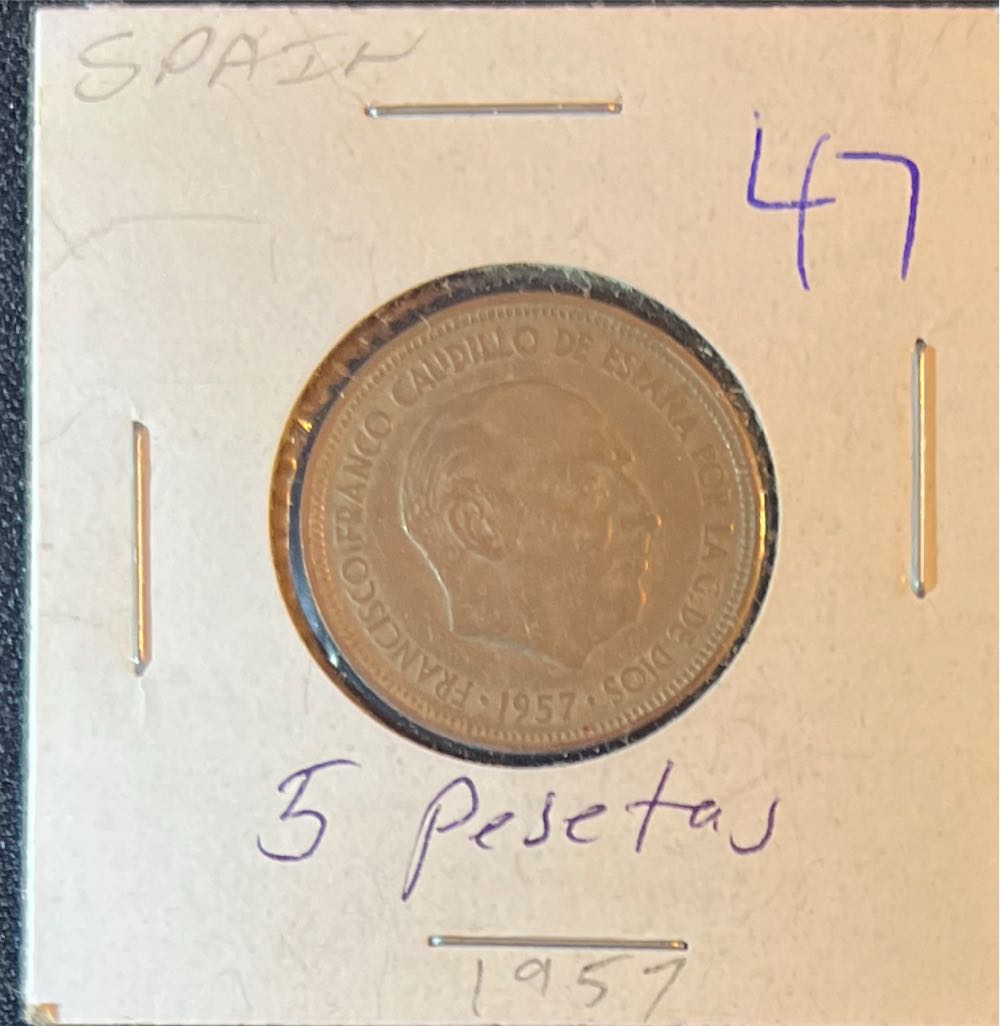 SPAIN
47
FRANCISCO FRANCO CAUDILLO DE ESPAÑA POR LA G. DE DIOS
· 1957 ·
5 Pesetas
1957